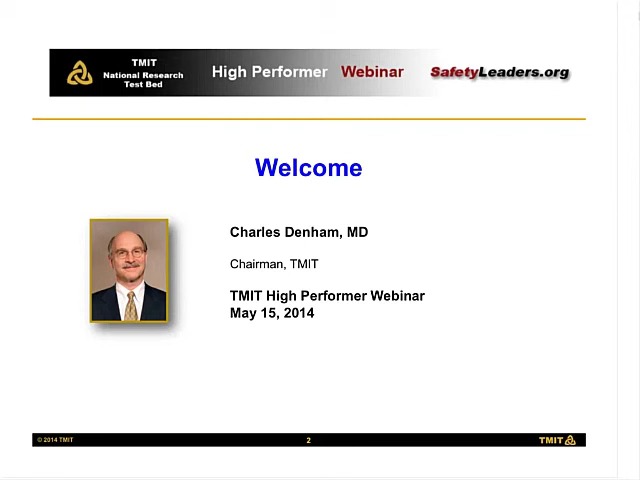 TMIT
National Research
Test Bed
High Performer Webinar
SafetyLeaders.org
Welcome
Charles Denham, MD
Chairman, TMIT
TMIT High Performer Webinar
May 15, 2014
© 2014 TMIT
2
TMIT